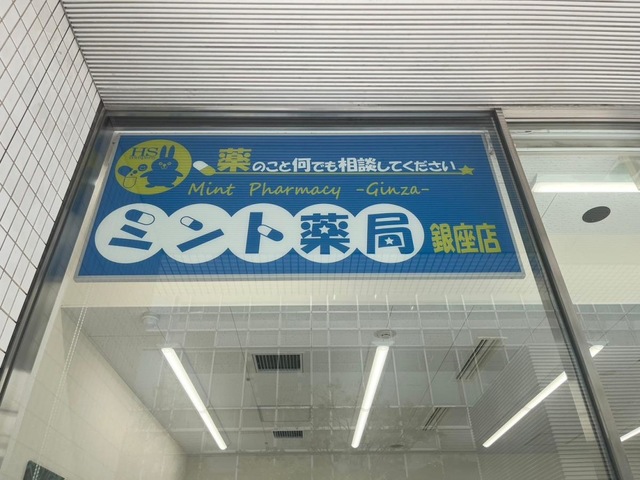 HS
薬のこと何でも相談してください
Mint Pharmacy -Ginza-
ミント薬局 銀座店